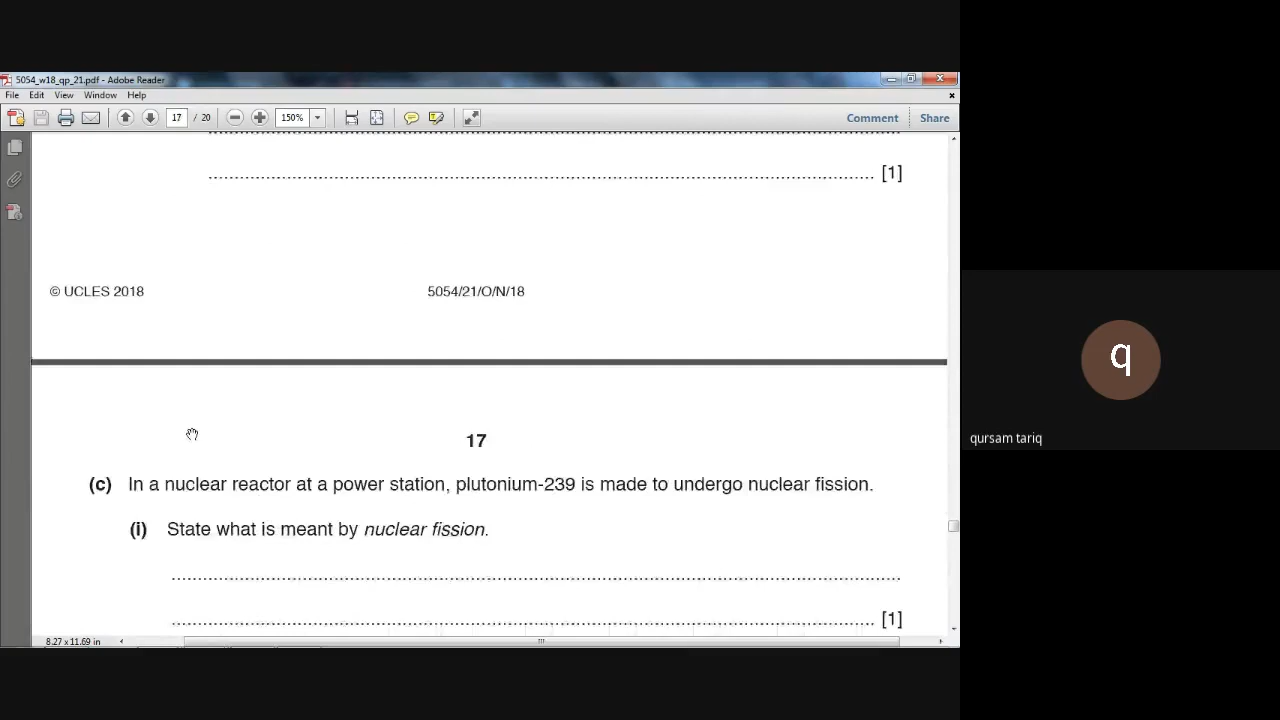 5054_w18_qp_21.pdf - Adobe Reader
File Edit View Window Help
17 / 20 150% Comment Share
[1]
© UCLES 2018 5054/21/O/N/18
17
(c) In a nuclear reactor at a power station, plutonium-239 is made to undergo nuclear fission.
(i) State what is meant by nuclear fission.
[1]
8.27 x 11.69 in
q
qursam tariq